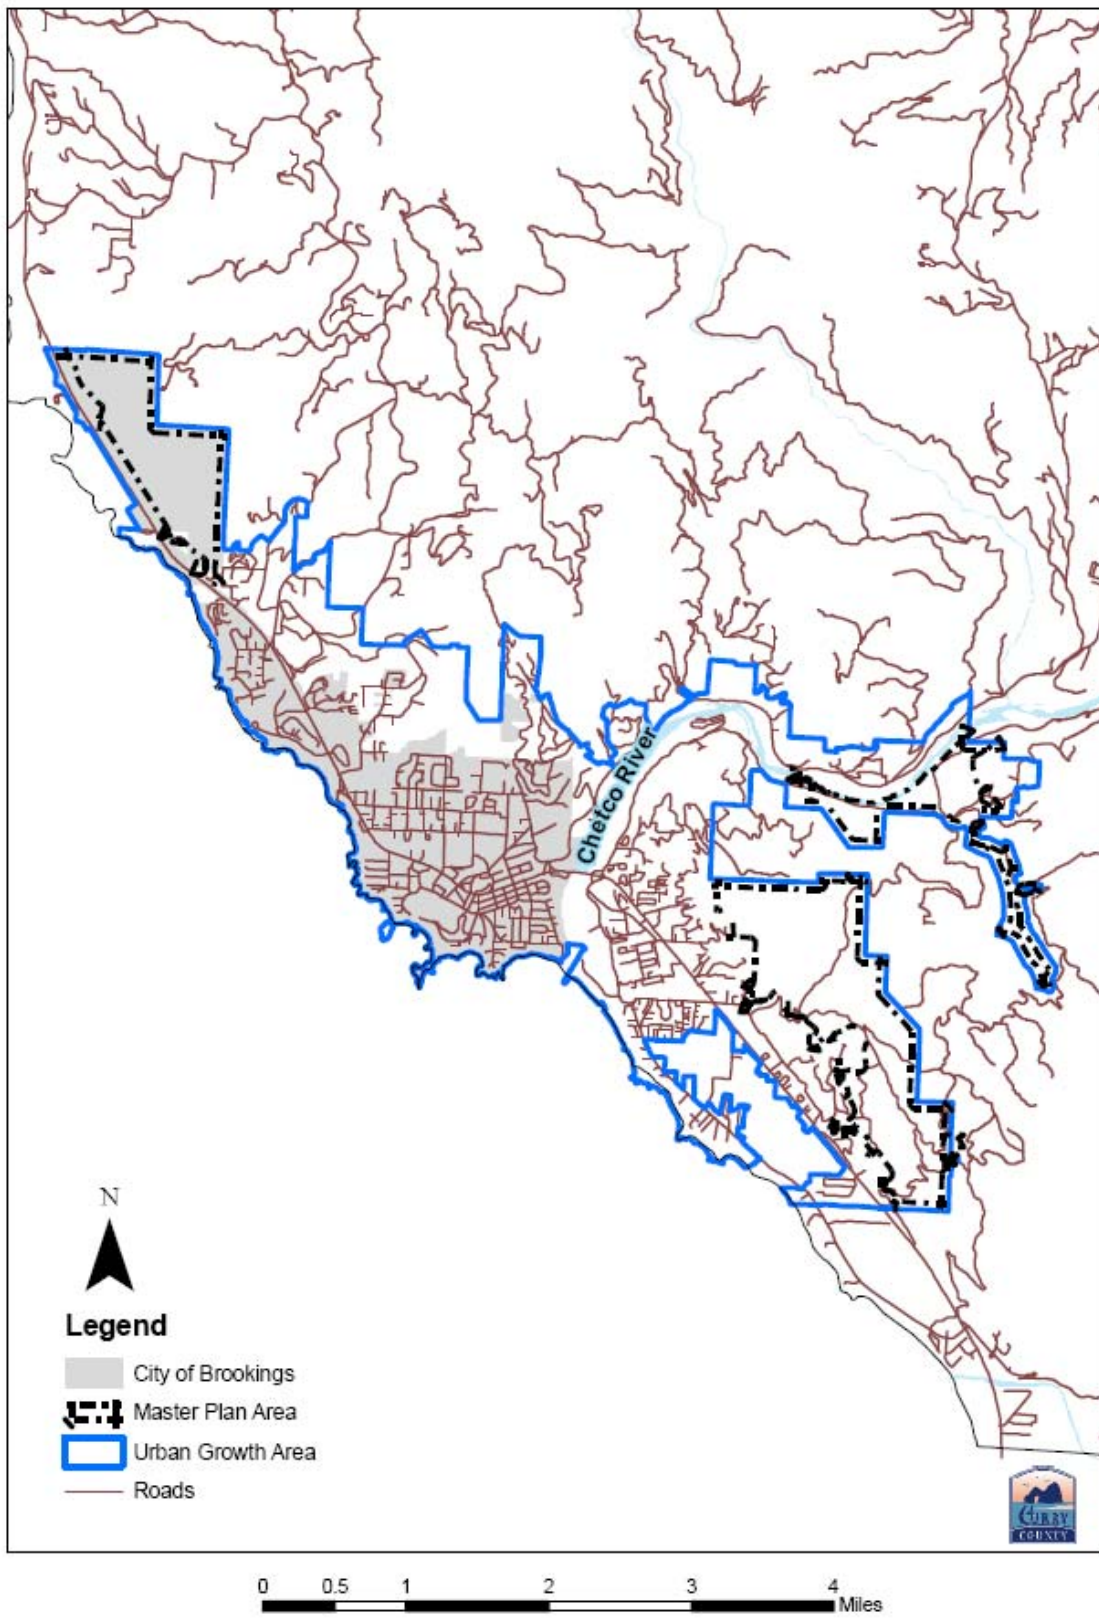 Chetco River
N
Legend
City of Brookings
Master Plan Area
Urban Growth Area
Roads
CURRY
COUNTY
0 0.5 1 2 3 4
Miles